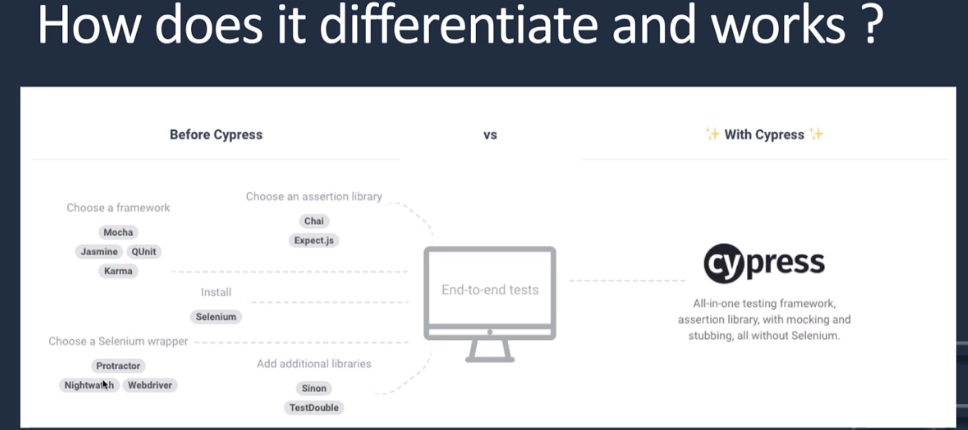 How does it differentiate and works ?
Before Cypress
vs
✨ With Cypress ✨
Choose a framework
Mocha
Jasmine QUnit
Karma
Choose an assertion library
Chai
Expect.js
Install
Selenium
Choose a Selenium wrapper
Protractor
Nightwatch Webdriver
Add additional libraries
Sinon
TestDouble
End-to-end tests
cypress
All-in-one testing framework,
assertion library, with mocking and
stubbing, all without Selenium.